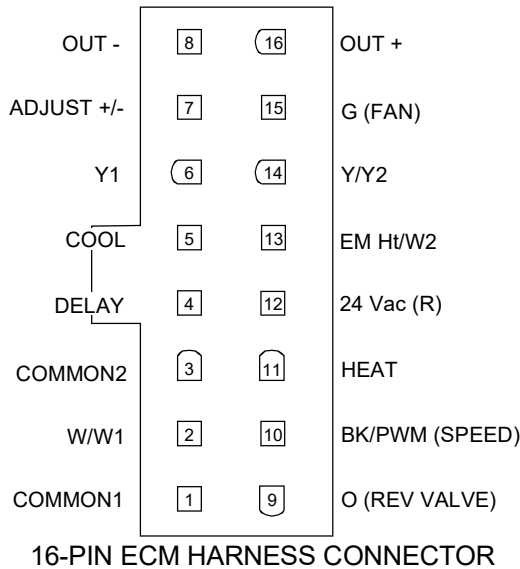 OUT - 8 16 OUT +
ADJUST +/- 7 15 G (FAN)
Y1 6 14 Y/Y2
COOL 5 13 EM Ht/W2
DELAY 4 12 24 Vac (R)
COMMON2 3 11 HEAT
W/W1 2 10 BK/PWM (SPEED)
COMMON1 1 9 O (REV VALVE)
16-PIN ECM HARNESS CONNECTOR